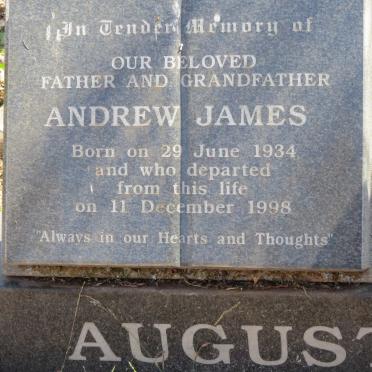 In Tender Memory of
OUR BELOVED
FATHER AND GRANDFATHER
ANDREW JAMES
Born on 29 June 1934
and who departed
from this life
on 11 December 1998
"Always in our Hearts and Thoughts"
AUGUST